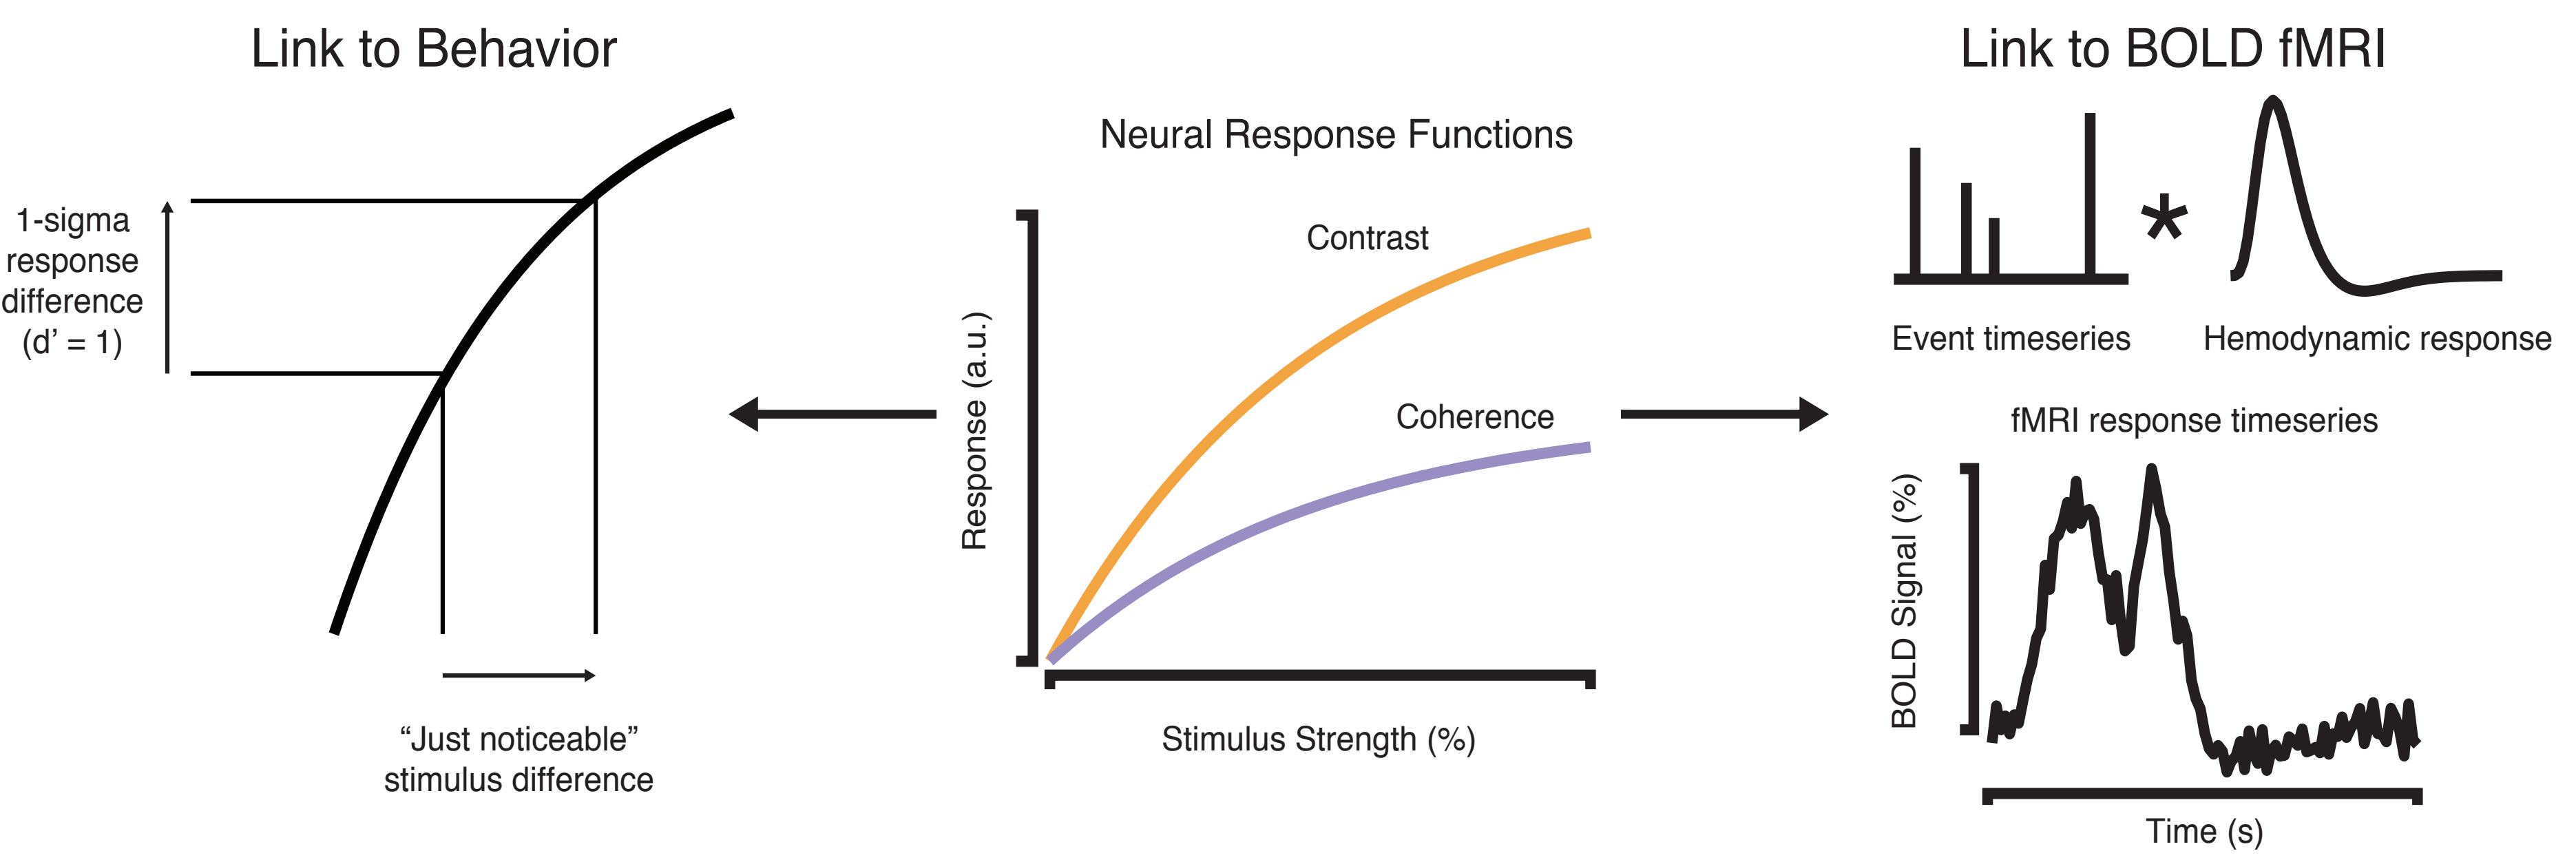 Link to Behavior
1-sigma
response
difference
(d’ = 1)
“Just noticeable”
stimulus difference
Neural Response Functions
Response (a.u.)
Contrast
Coherence
Stimulus Strength (%)
Link to BOLD fMRI
*
Event timeseries
Hemodynamic response
fMRI response timeseries
BOLD Signal (%)
Time (s)